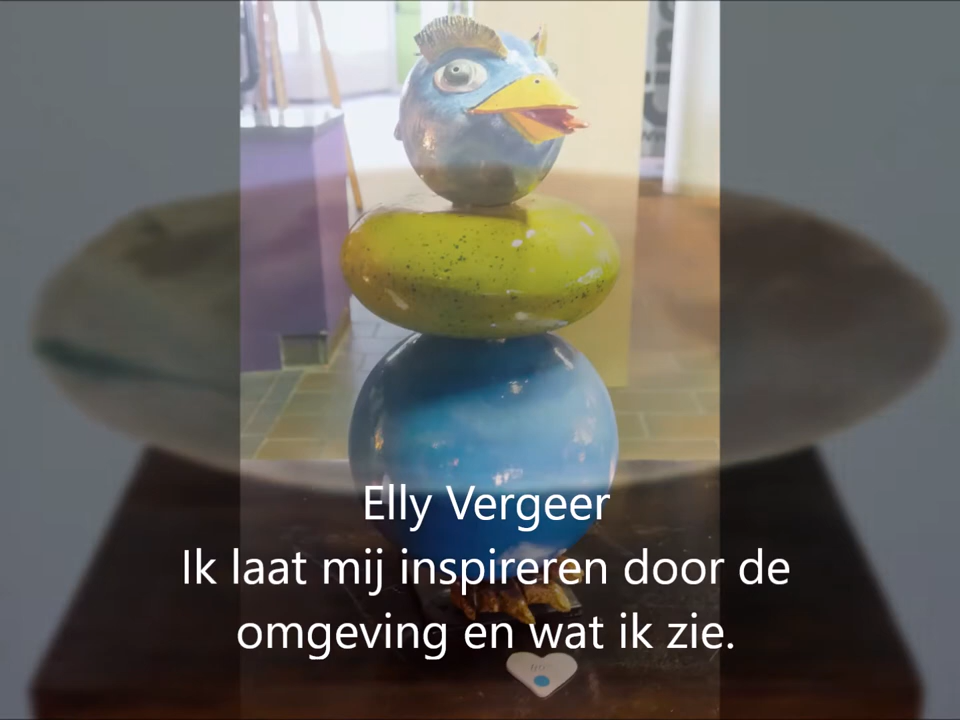 Elly Vergeer
Ik laat mij inspireren door de
omgeving en wat ik zie.